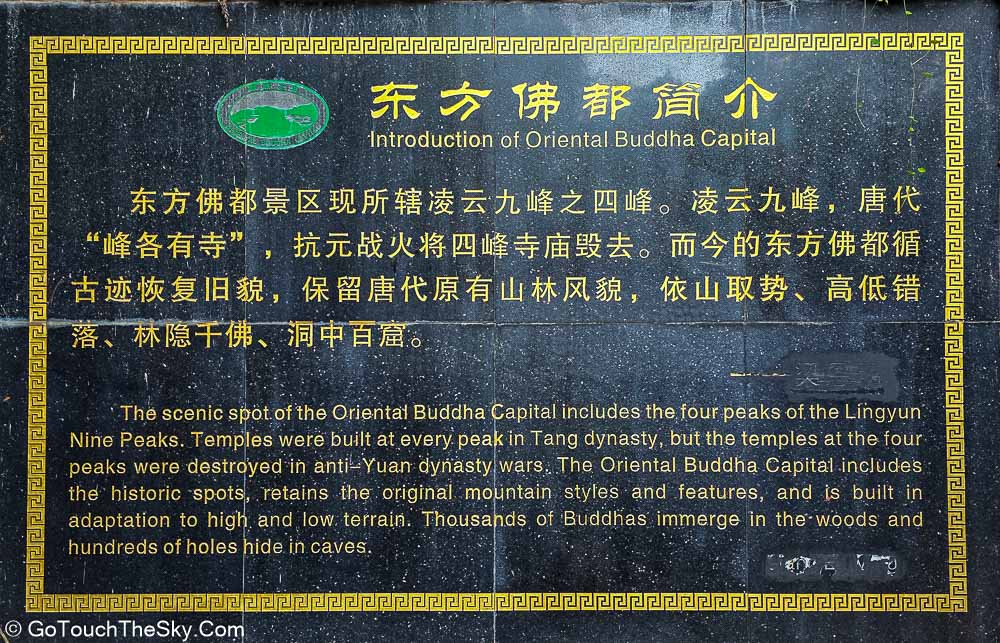 东方佛都简介
Introduction of Oriental Buddha Capital
东方佛都景区现所辖凌云九峰之四峰。凌云九峰，唐代
“峰各有寺”，抗元战火将四峰寺庙毁去。而今的东方佛都循
古迹恢复旧貌，保留唐代原有山林风貌，依山取势、高低错
落、林隐千佛、洞中百窟。
The scenic spot of the Oriental Buddha Capital includes the four peaks of the Lingyun
Nine Peaks. Temples were built at every peak in Tang dynasty, but the temples at the four
peaks were destroyed in anti-Yuan dynasty wars. The Oriental Buddha Capital includes
the historic spots, retains the original mountain styles and features, and is built in
adaptation to high and low terrain. Thousands of Buddhas immerge in the woods and
hundreds of holes hide in caves.
© GoTouchTheSky.Com